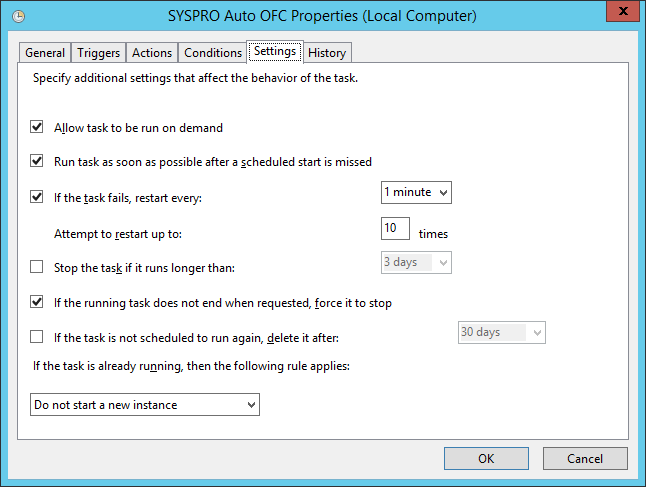 SYSPRO Auto OFC Properties (Local Computer)
General Triggers Actions Conditions Settings History
Specify additional settings that affect the behavior of the task.
Allow task to be run on demand
Run task as soon as possible after a scheduled start is missed
If the task fails, restart every: 1 minute
Attempt to restart up to: 10 times
Stop the task if it runs longer than: 3 days
If the running task does not end when requested, force it to stop
If the task is not scheduled to run again, delete it after: 30 days
If the task is already running, then the following rule applies:
Do not start a new instance
OK Cancel